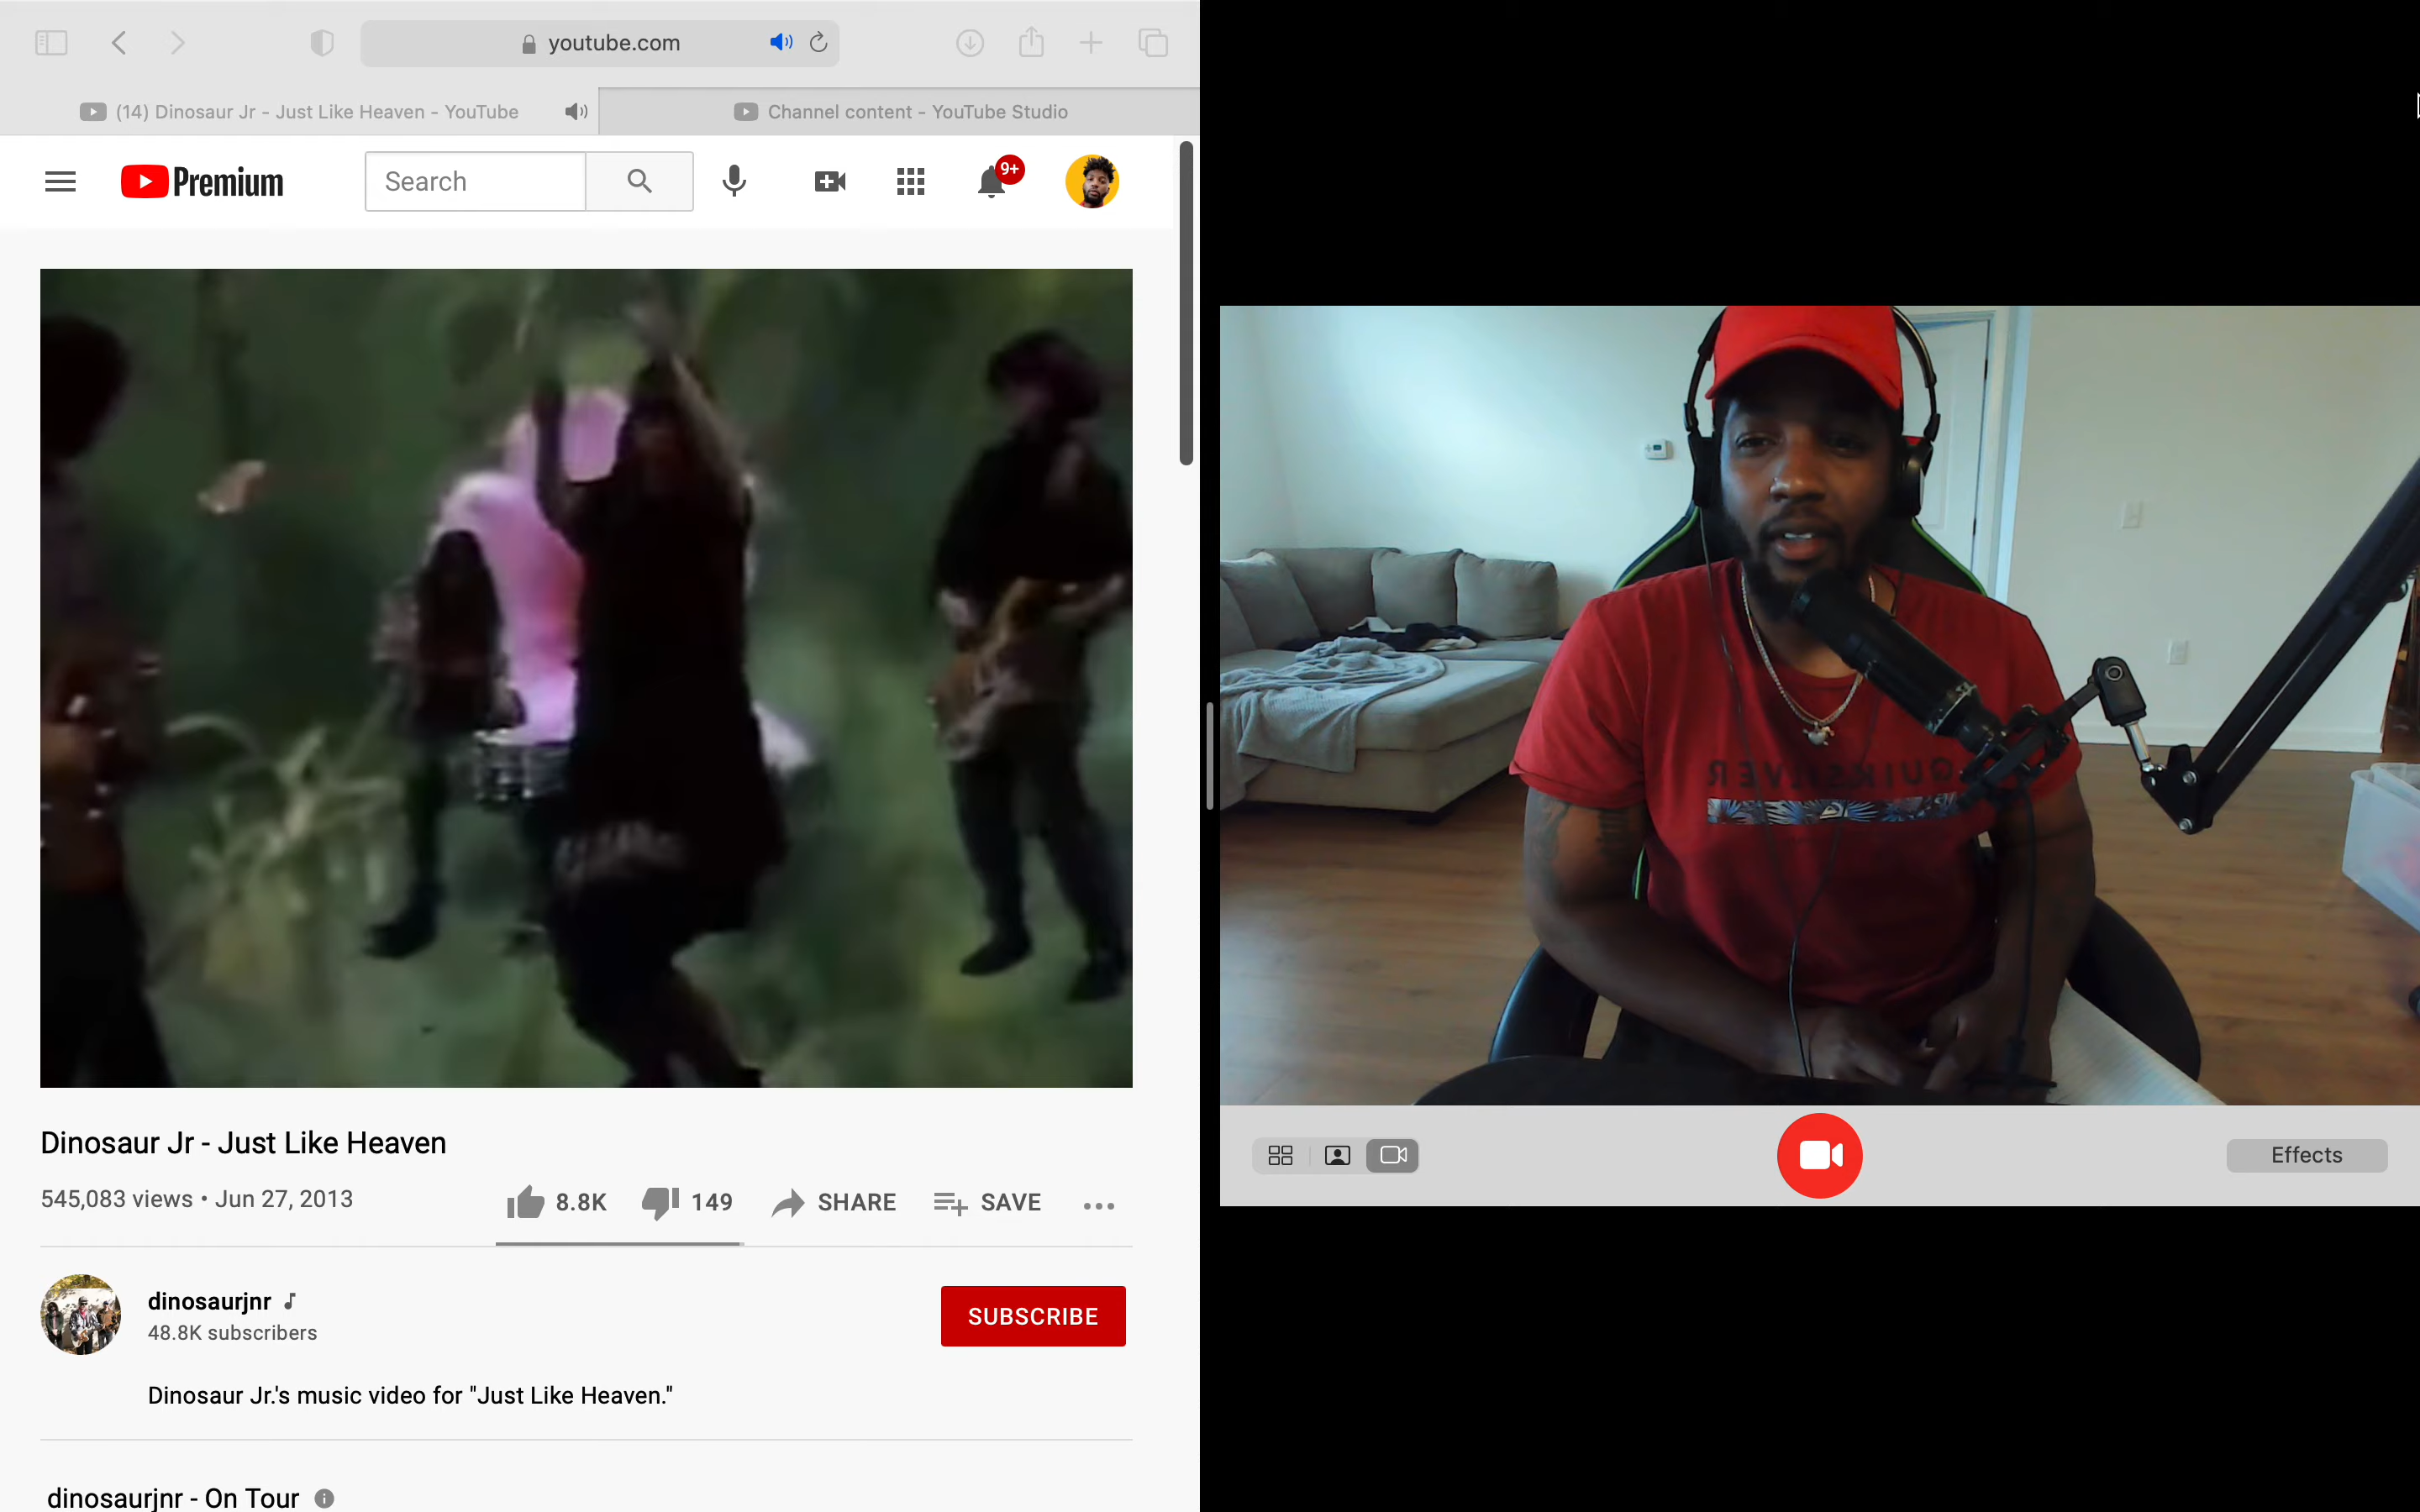 youtube.com
(14) Dinosaur Jr - Just Like Heaven - YouTube
Channel content - YouTube Studio
Premium
Search
9+
QUIKSILVER
Dinosaur Jr - Just Like Heaven
545,083 views • Jun 27, 2013
8.8K
149
SHARE
SAVE
Effects
dinosaurjnr
48.8K subscribers
SUBSCRIBE
Dinosaur Jr.'s music video for "Just Like Heaven."
dinosaurjnr - On Tour